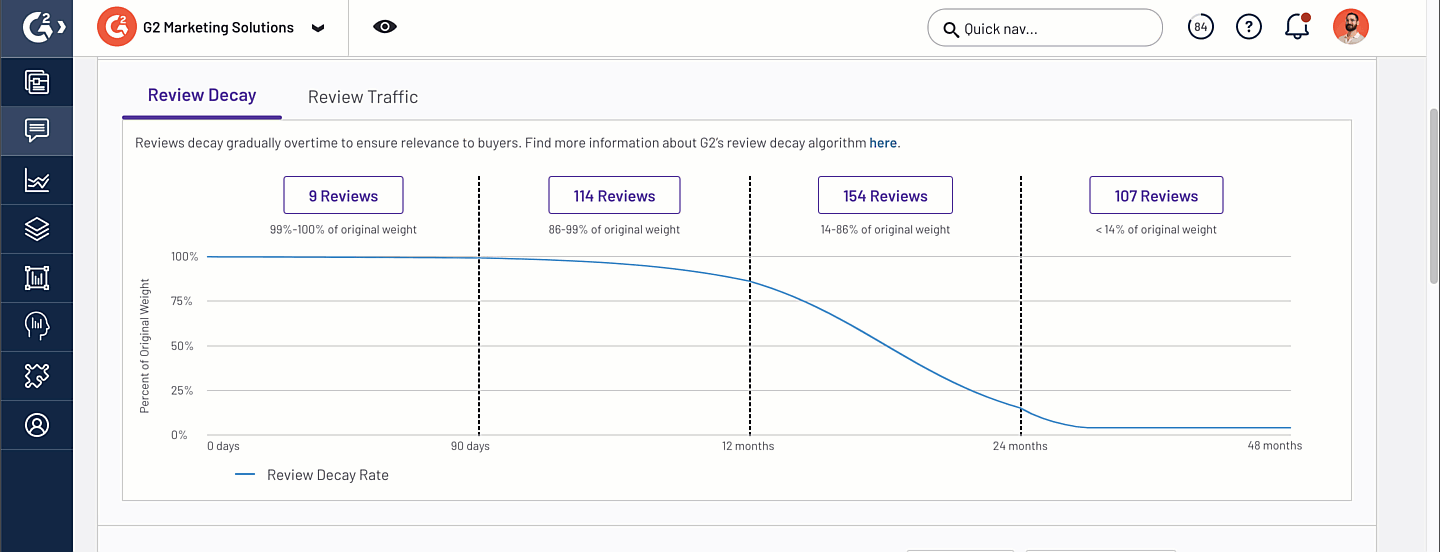 G2
G2 Marketing Solutions
Quick nav...
84
?
Review Decay
Review Traffic
Reviews decay gradually overtime to ensure relevance to buyers. Find more information about G2's review decay algorithm here.
9 Reviews
114 Reviews
154 Reviews
107 Reviews
99%-100% of original weight
86-99% of original weight
14-86% of original weight
< 14% of original weight
Percent of Original Weight
100%
75%
50%
25%
0%
0 days
90 days
12 months
24 months
48 months
Review Decay Rate